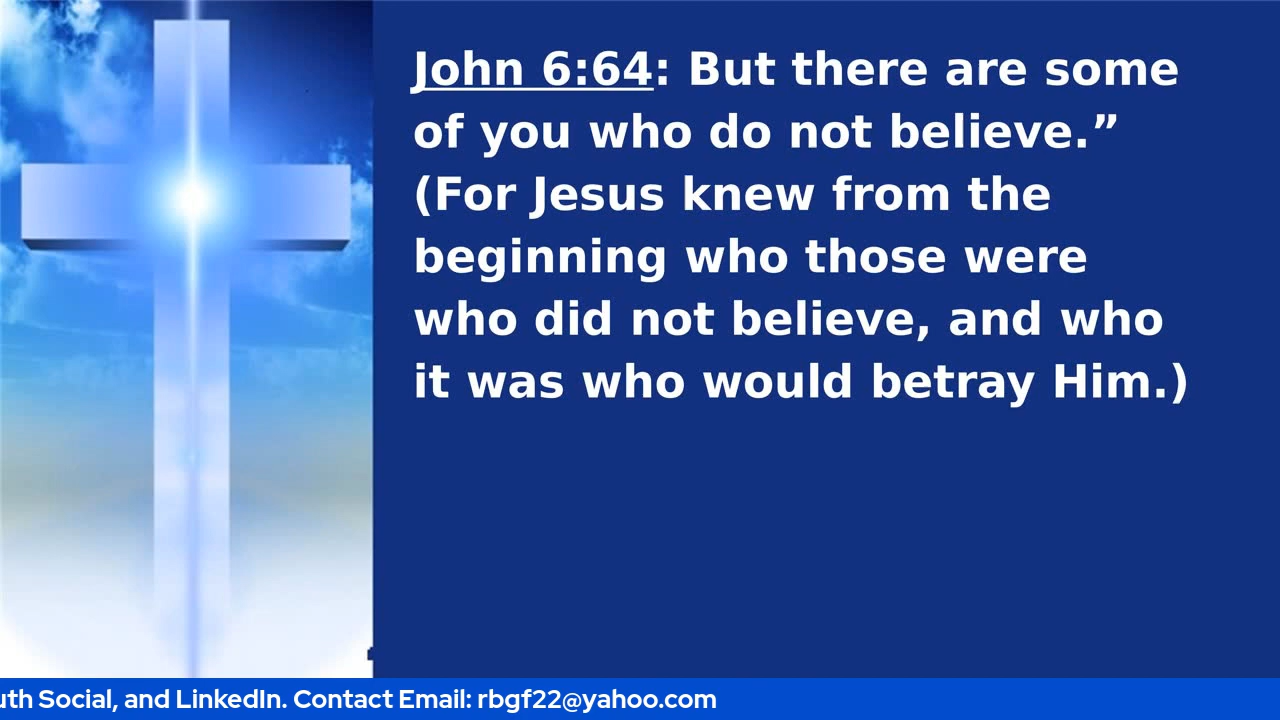 John 6:64: But there are some
of you who do not believe.”
(For Jesus knew from the
beginning who those were
who did not believe, and who
it was who would betray Him.)
Social, and LinkedIn. Contact Email: rbgf22@yahoo.com